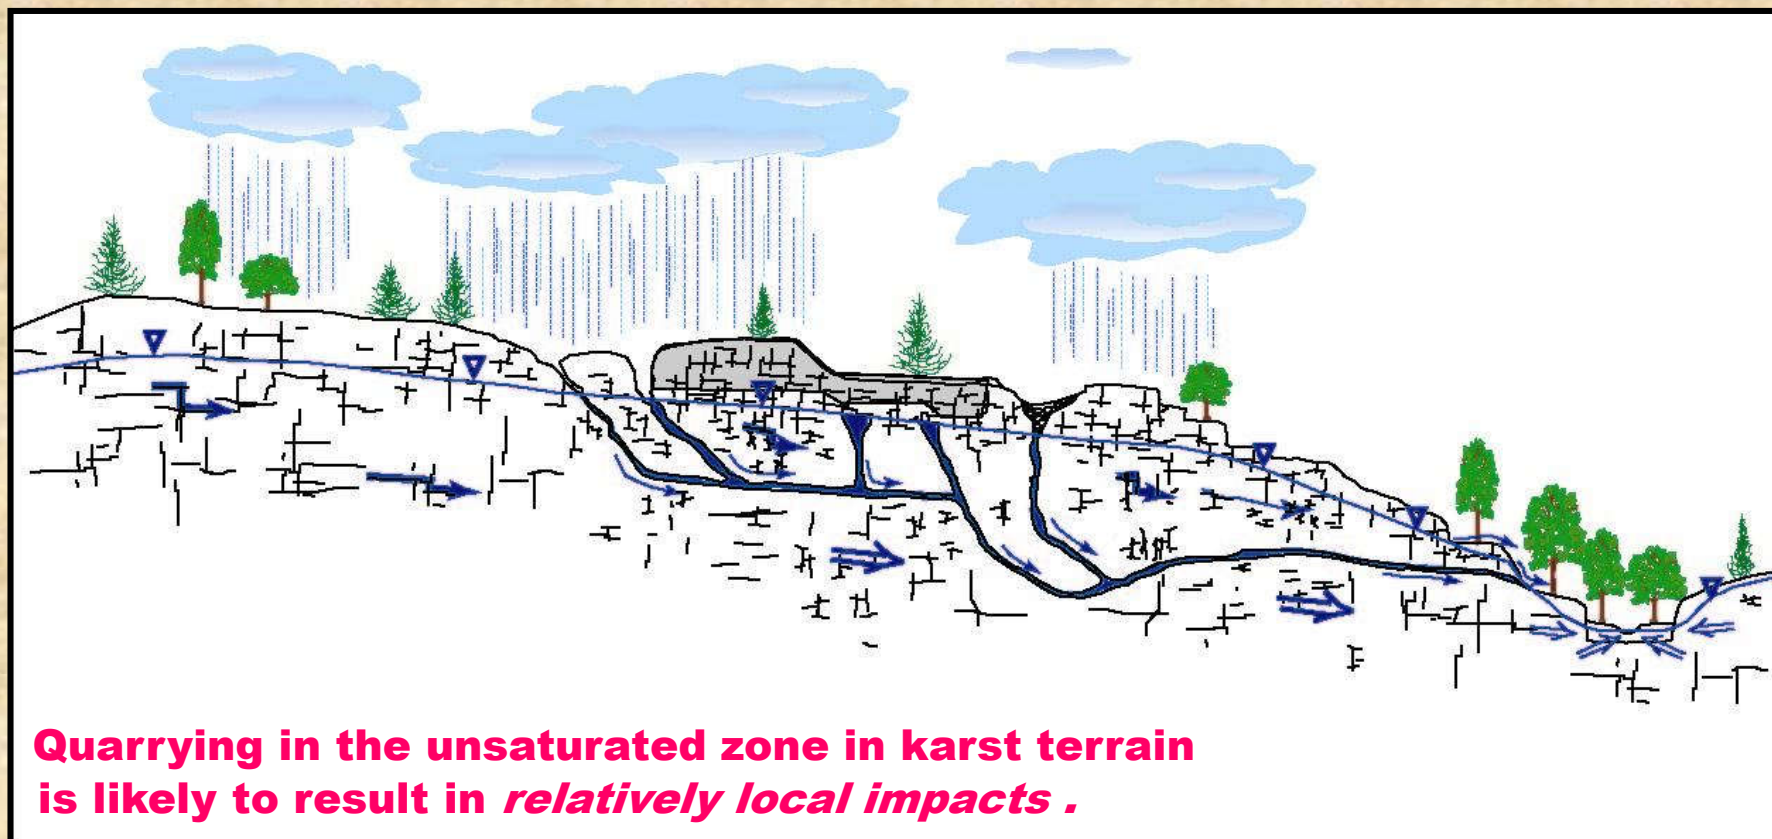 Quarrying in the unsaturated zone in karst terrain
is likely to result in relatively local impacts .